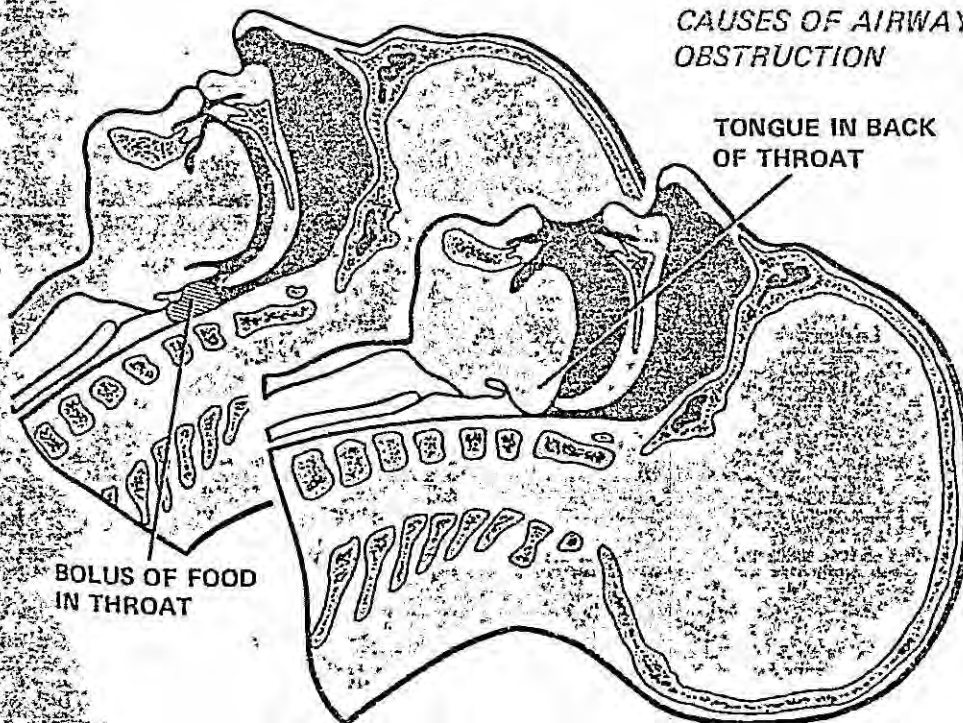 CAUSES OF AIRWAY
OBSTRUCTION
TONGUE IN BACK
OF THROAT
BOLUS OF FOOD
IN THROAT